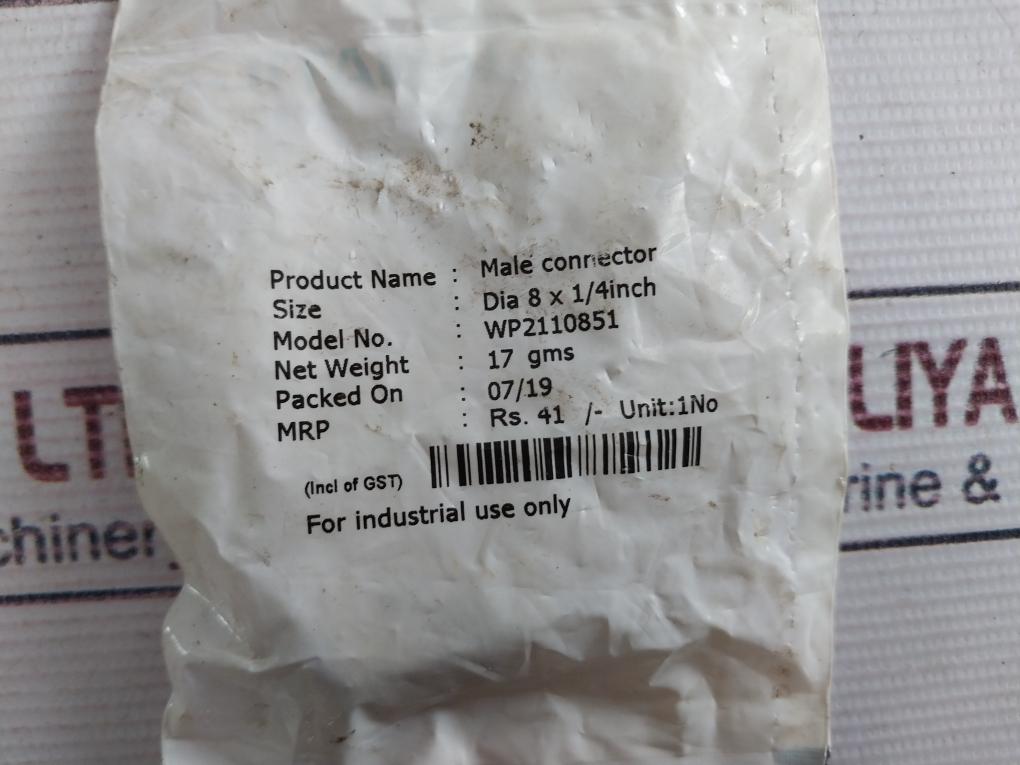 Product Name : Male connector
Size : Dia 8 x 1/4inch
Model No. : WP2110851
Net Weight : 17 gms
Packed On : 07/19
MRP : Rs. 41 /- Unit:1No
(Incl of GST)
For industrial use only
LT
LIYA
chiner
rine &